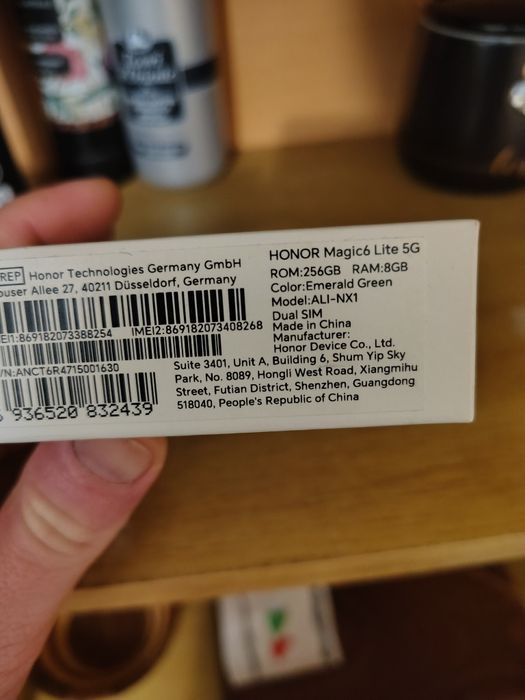 REP Honor Technologies Germany GmbH
Allee 27, 40211 Düsseldorf, Germany
EI1:869182073388254 IMEI2:869182073408268
/N:ANCT6R4715001630
936520 832439
HONOR Magic6 Lite 5G
ROM:256GB RAM:8GB
Color:Emerald Green
Model:ALI-NX1
Dual SIM
Made in China
Manufacturer:
Honor Device Co., Ltd.
Suite 3401, Unit A, Building 6, Shum Yip Sky
Park, No. 8089, Hongli West Road, Xiangmihu
Street, Futian District, Shenzhen, Guangdong
518040, People's Republic of China